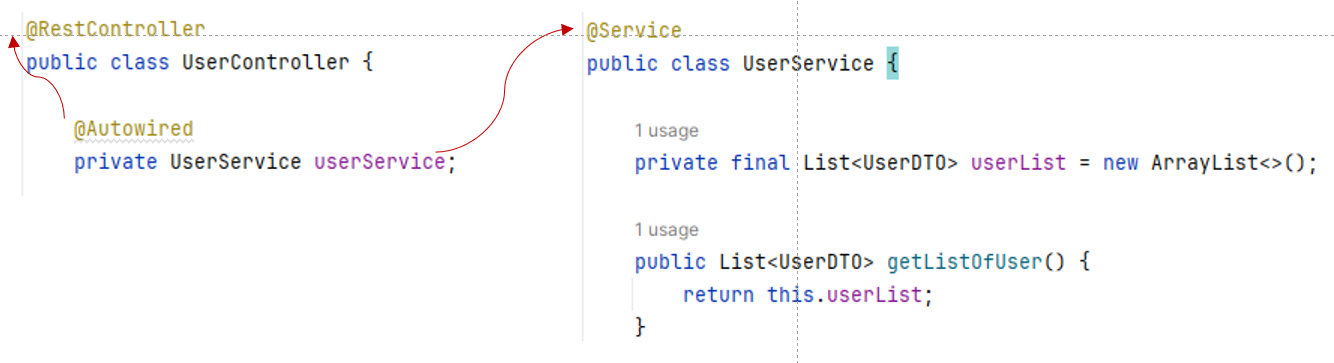 @RestController
public class UserController {
@Autowired
private UserService userService;
@Service
public class UserService {
1 usage
private final List<UserDTO> userList = new ArrayList<>();
1 usage
public List<UserDTO> getListOfUser() {
return this.userList;
}